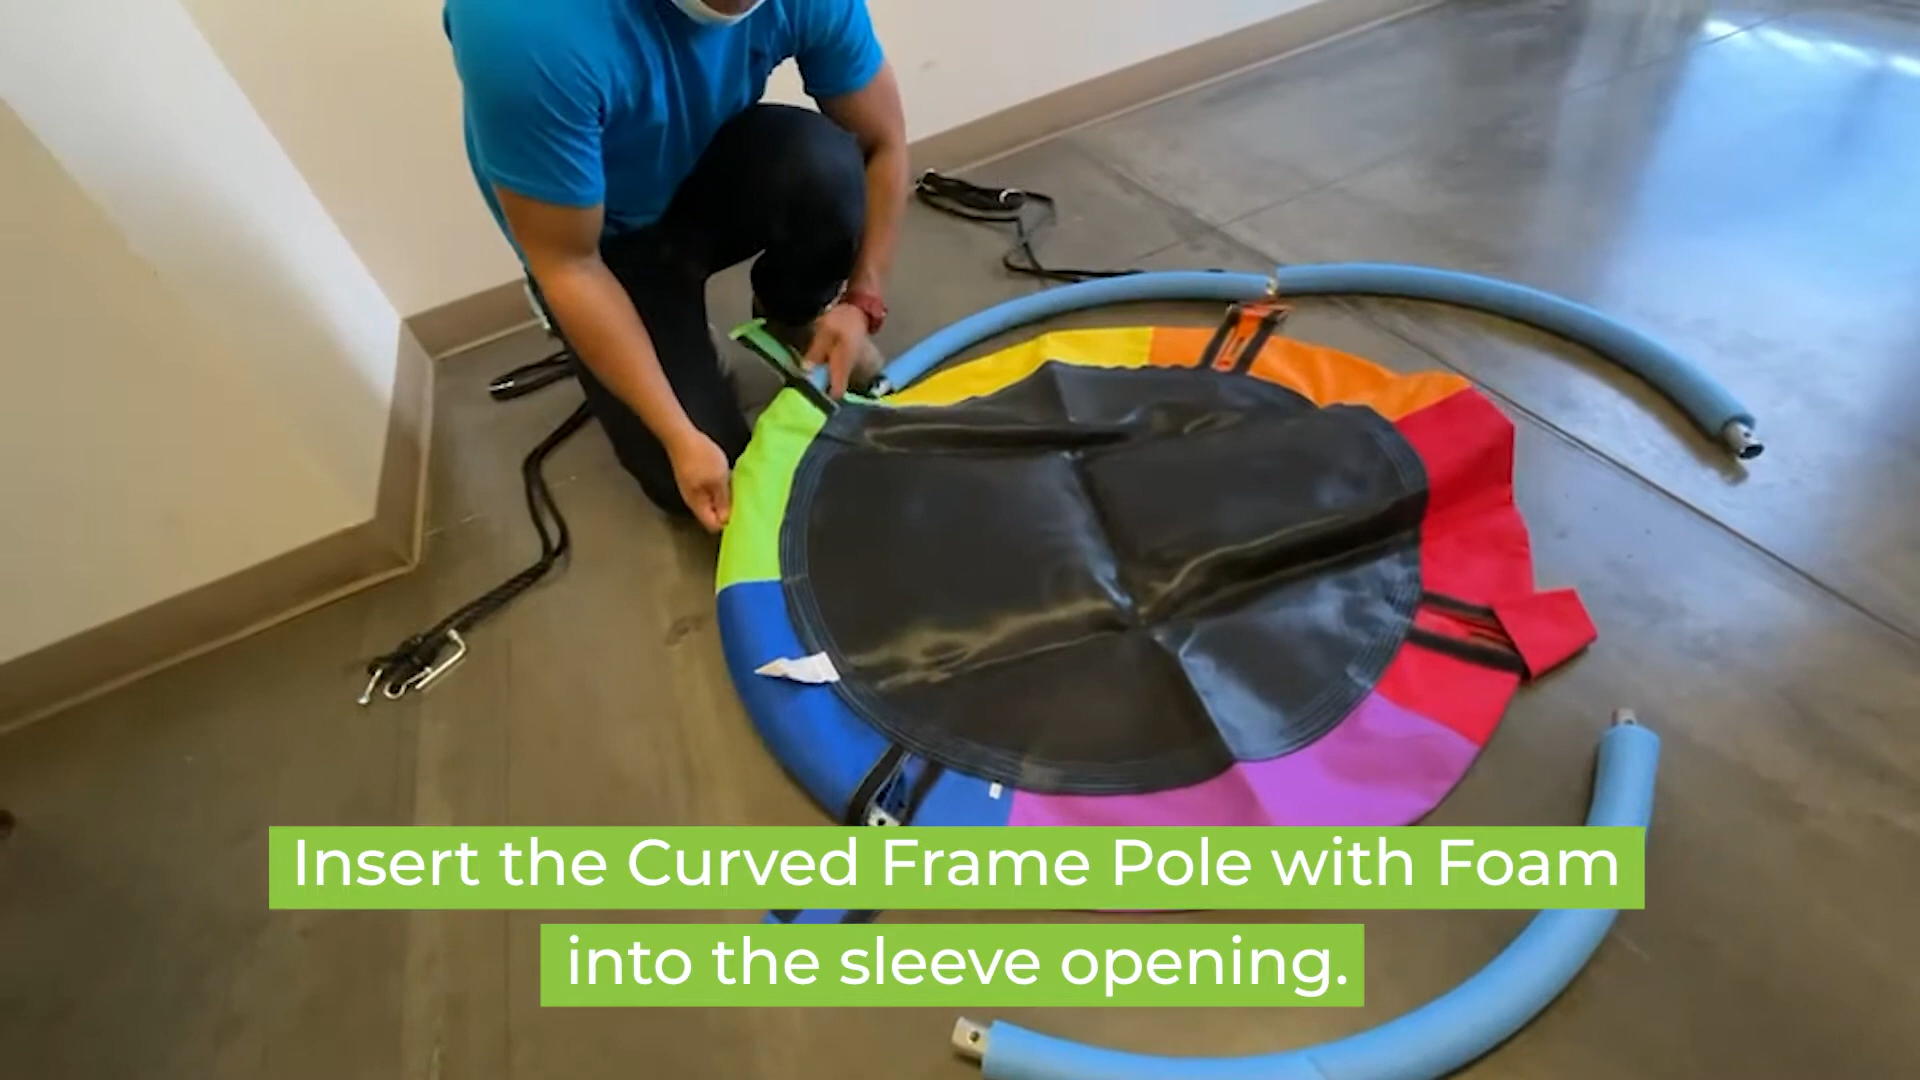 Insert the Curved Frame Pole with Foam
into the sleeve opening.